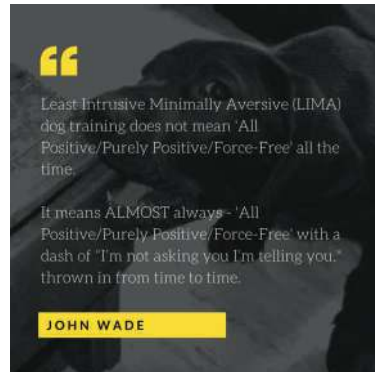 Least Intrusive Minimally Aversive (LIMA)
dog training does not mean 'All
Positive/Purely Positive/Force-Free' all the
time.
It means ALMOST always - 'All
Positive/Purely Positive/Force-Free' with a
dash of "I'm not asking you I'm telling you,"
thrown in from time to time.
JOHN WADE